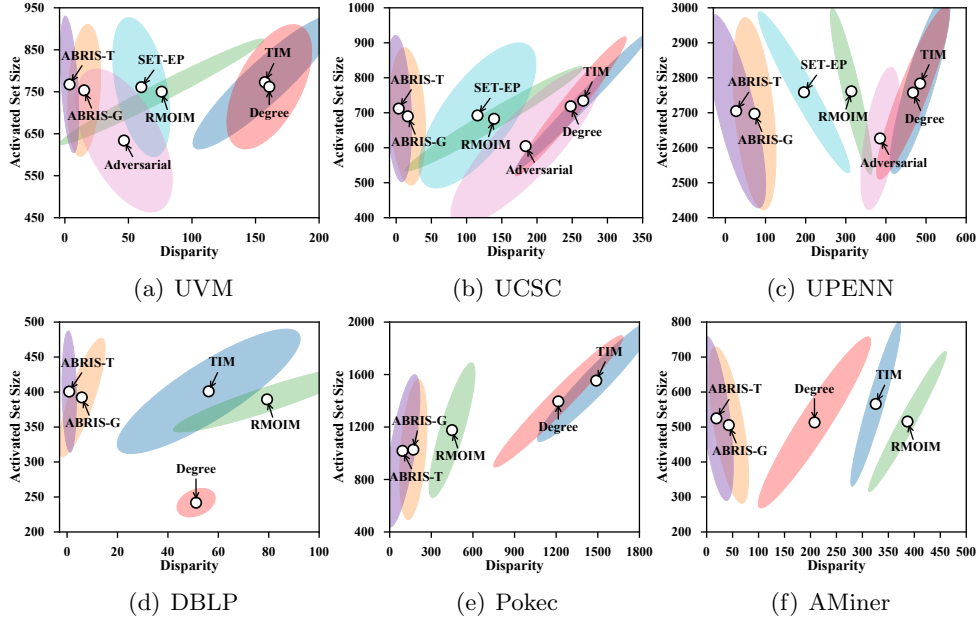 Activated Set Size
950
850
750
650
550
450
ABRIS-T
SET-EP
TIM
ABRIS-G
RMOIM
Degree
Adversarial
0 50 100 150 200
Disparity
(a) UVM
Activated Set Size
1000
900
800
700
600
500
400
ABRIS-T
SET-EP
TIM
ABRIS-G
RMOIM
Degree
Adversarial
0 50 100 150 200 250 300 350
Disparity
(b) UCSC
Activated Set Size
3000
2900
2800
2700
2600
2500
2400
ABRIS-T
SET-EP
TIM
ABRIS-G
RMOIM
Degree
Adversarial
0 100 200 300 400 500 600
Disparity
(c) UPENN
Activated Set Size
500
450
400
350
300
250
200
ABRIS-T
TIM
ABRIS-G
RMOIM
Degree
0 20 40 60 80 100
Disparity
(d) DBLP
Activated Set Size
2000
1600
1200
800
400
TIM
ABRIS-G
Degree
RMOIM
ABRIS-T
0 300 600 900 1200 1500 1800
Disparity
(e) Pokec
Activated Set Size
800
700
600
500
400
300
200
ABRIS-T
Degree
TIM
ABRIS-G
RMOIM
0 50 100 150 200 250 300 350 400 450 500
Disparity
(f) AMiner